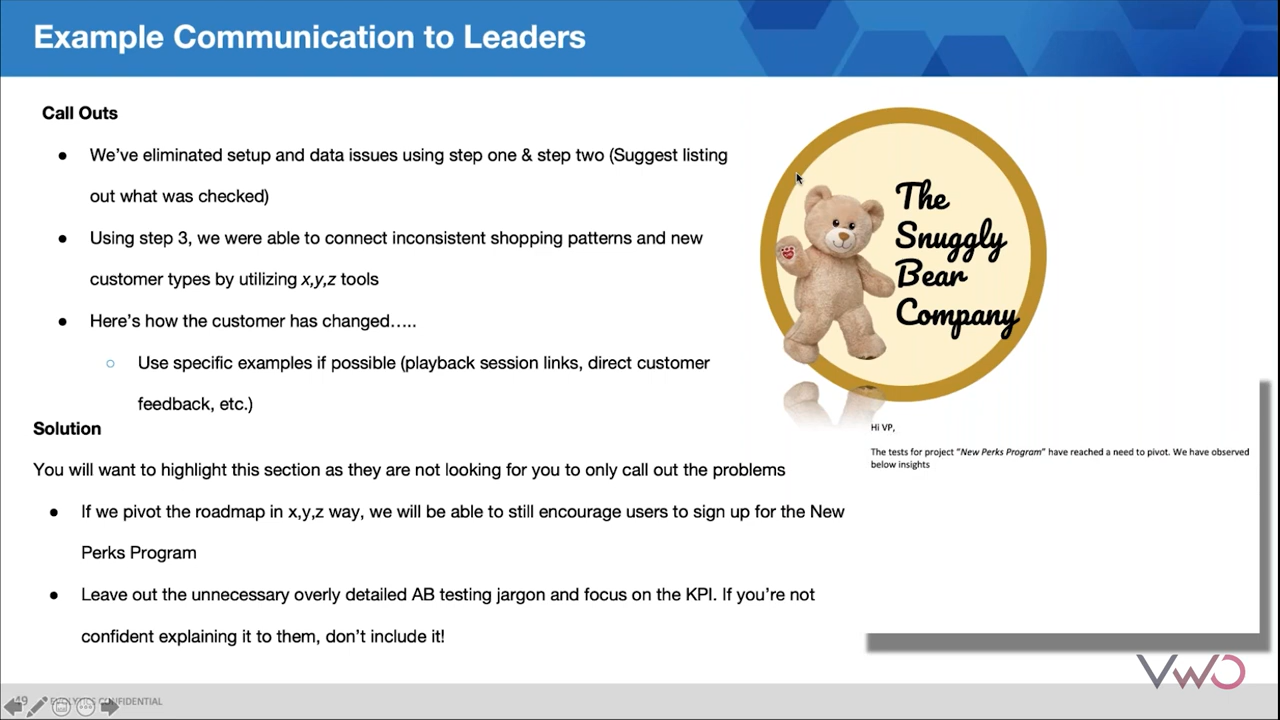 Example Communication to Leaders
Call Outs
● We've eliminated setup and data issues using step one & step two (Suggest listing
out what was checked)
● Using step 3, we were able to connect inconsistent shopping patterns and new
customer types by utilizing x,y,z tools
● Here's how the customer has changed.....
○ Use specific examples if possible (playback session links, direct customer
feedback, etc.)
The
Snuggly
Bear
Company
Solution
You will want to highlight this section as they are not looking for you to only call out the problems
● If we pivot the roadmap in x,y,z way, we will be able to still encourage users to sign up for the New
Perks Program
● Leave out the unnecessary overly detailed AB testing jargon and focus on the KPI. If you're not
confident explaining it to them, don't include it!
Hi VP,
The tests for project "New Perks Program" have reached a need to pivot. We have observed
below insights
VWO
49
CONFIDENTIAL